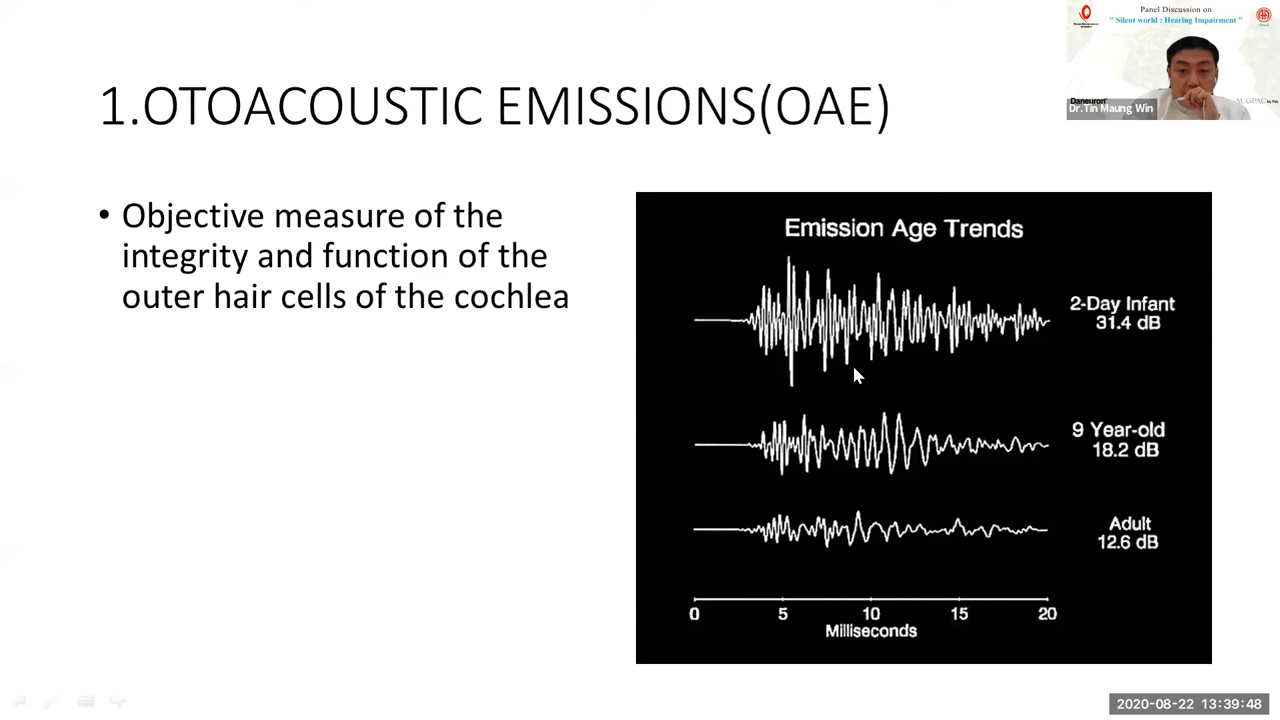 Panel Discussion on
" Silent world : Hearing Impairment "
Daneuron
Dr.Tin Maung Win
1.OTOACOUSTIC EMISSIONS(OAE)
• Objective measure of the
integrity and function of the
outer hair cells of the cochlea
Emission Age Trends
2-Day Infant
31.4 dB
9 Year-old
18.2 dB
Adult
12.6 dB
0 5 10 15 20
Milliseconds
2020-08-22 13:39:48